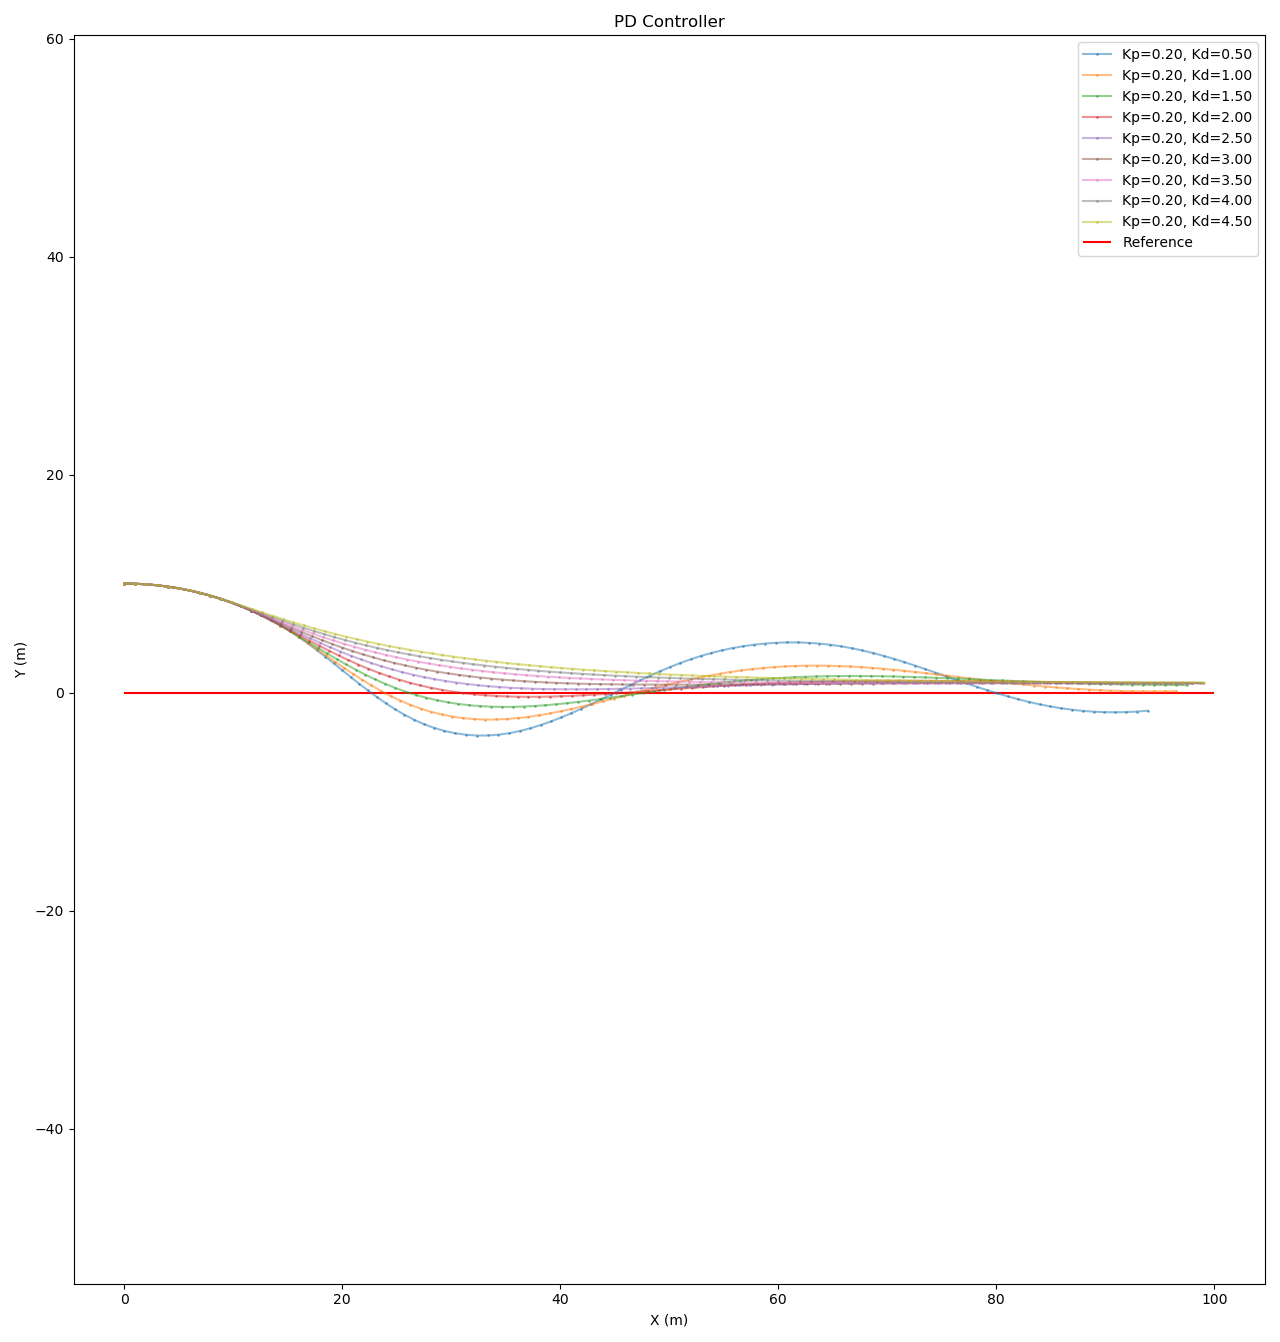 PD Controller
Kp=0.20, Kd=0.50
Kp=0.20, Kd=1.00
Kp=0.20, Kd=1.50
Kp=0.20, Kd=2.00
Kp=0.20, Kd=2.50
Kp=0.20, Kd=3.00
Kp=0.20, Kd=3.50
Kp=0.20, Kd=4.00
Kp=0.20, Kd=4.50
Reference
60
40
20
0
−20
−40
Y (m)
0 20 40 60 80 100
X (m)